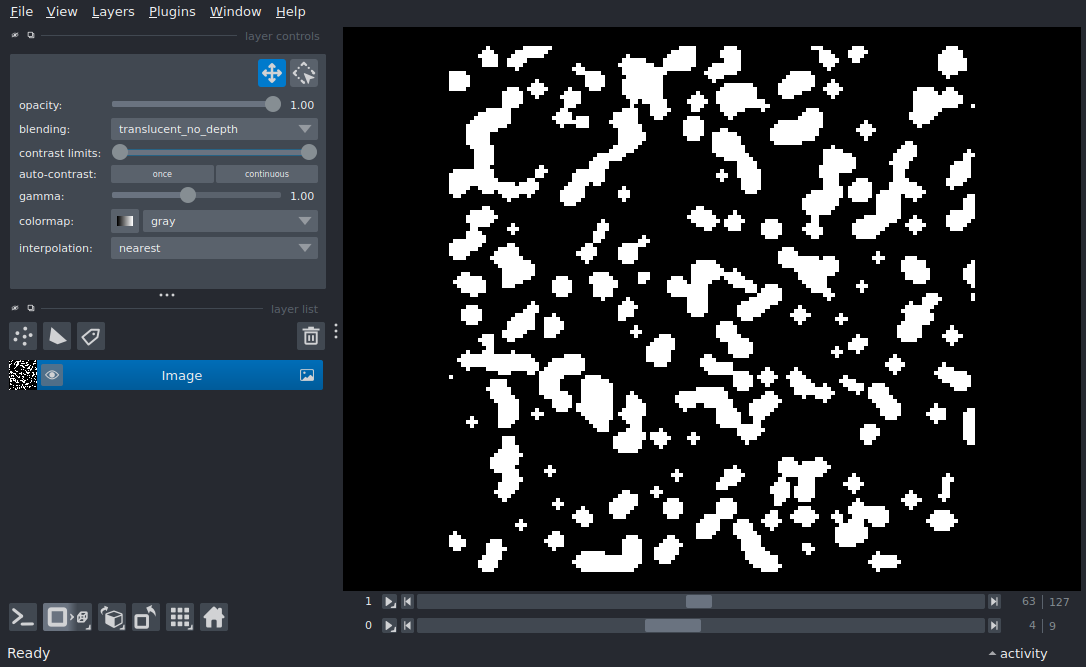 File View Layers Plugins Window Help
layer controls
opacity: 1.00
blending: translucent_no_depth
contrast limits:
auto-contrast: once continuous
gamma: 1.00
colormap: gray
interpolation: nearest
layer list
Image
1 63 127
0 4 9
Ready activity